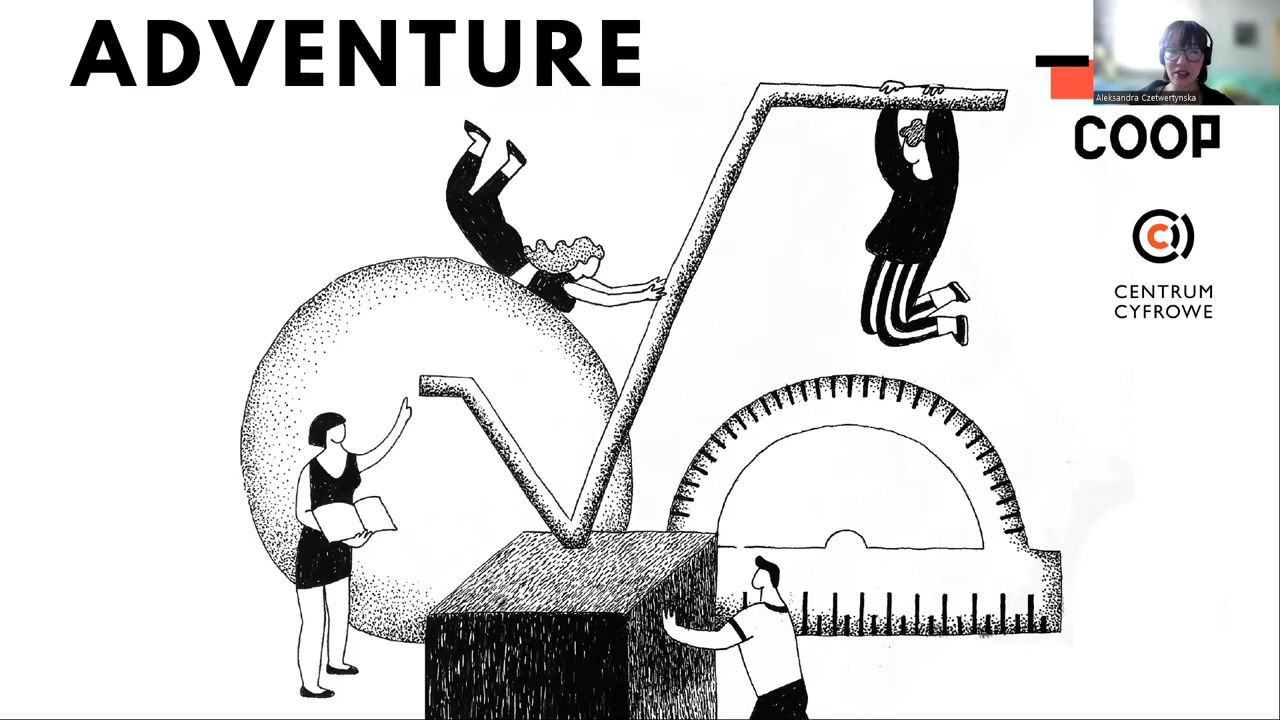 ADVENTURE
Aleksandra Czetwertynska
COOP
CENTRUM
CYFROWE